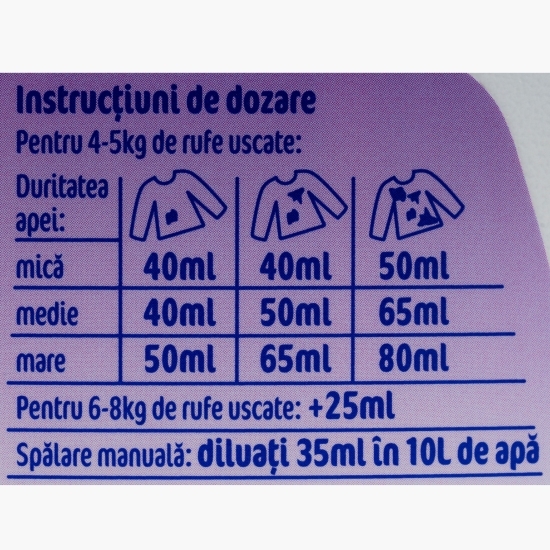 Instrucțiuni de dozare
Pentru 4-5kg de rufe uscate:
Duritatea
apei:
mică 40ml 40ml 50ml
medie 40ml 50ml 65ml
mare 50ml 65ml 80ml
Pentru 6-8kg de rufe uscate: +25ml
Spălare manuală: diluați 35ml în 10L de apă